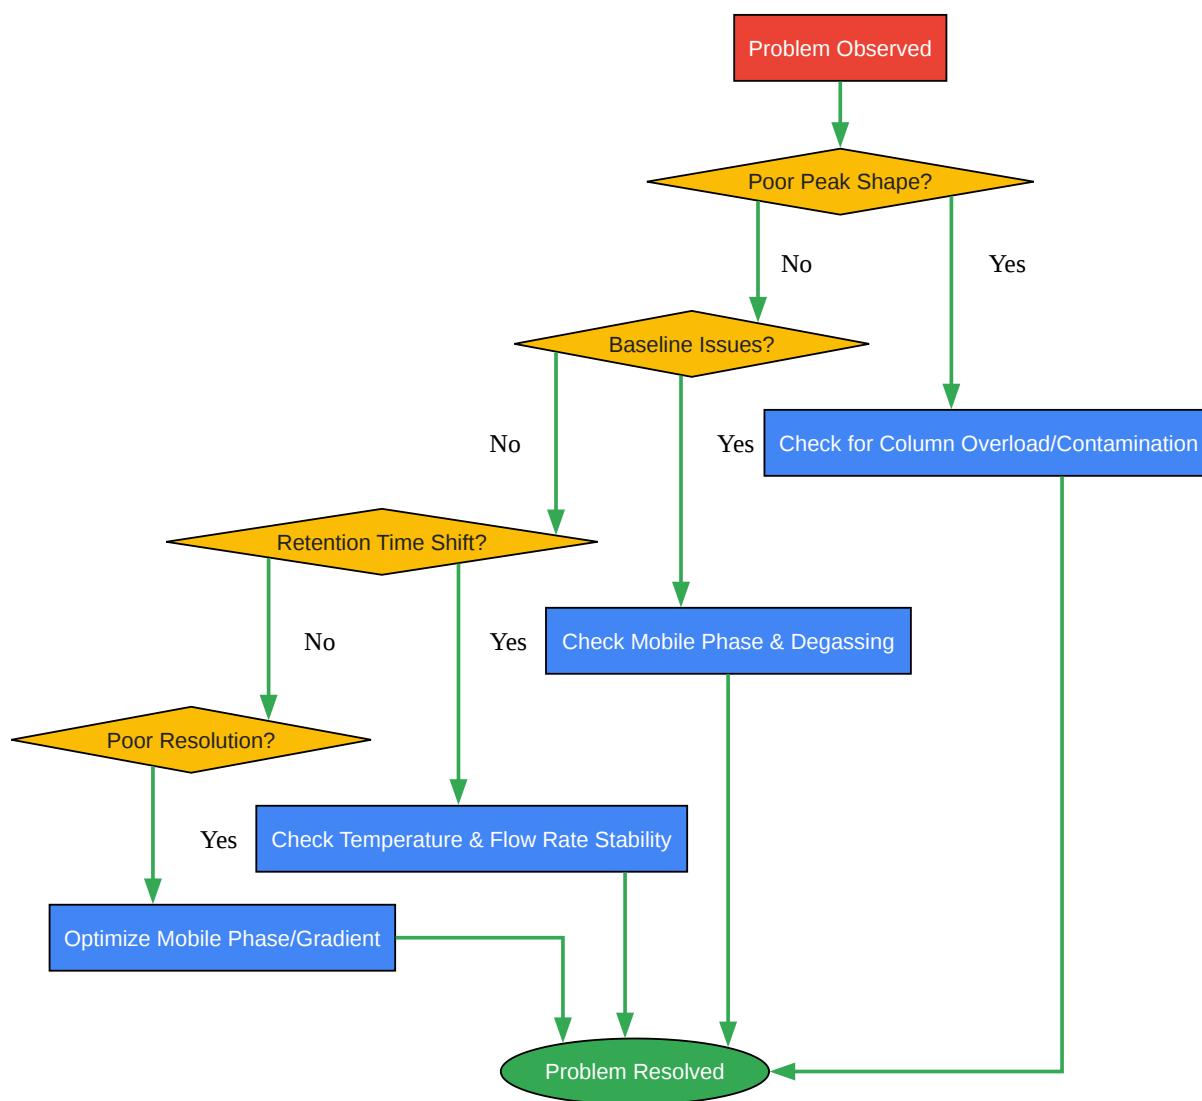 Problem Observed
Poor Peak Shape?
No
Yes
Baseline Issues?
No
Yes
Check for Column Overload/Contamination
Retention Time Shift?
No
Yes
Check Mobile Phase & Degassing
Poor Resolution?
Yes
Check Temperature & Flow Rate Stability
Optimize Mobile Phase/Gradient
Problem Resolved